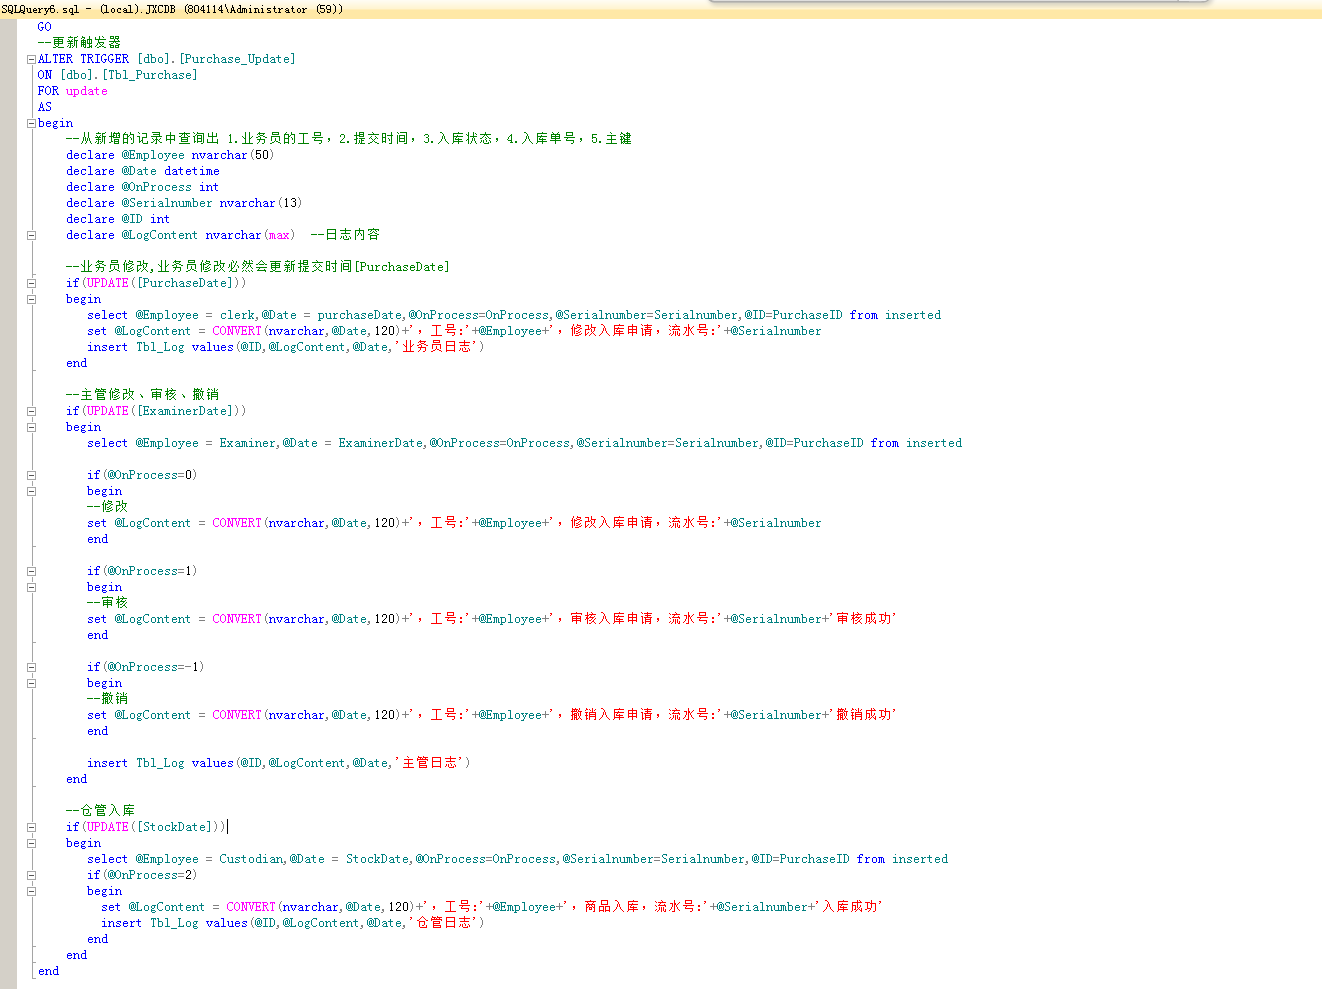 SQLQuery6.sql - (local).JXCDB (804114\Administrator (59))
GO
--更新触发器
ALTER TRIGGER [dbo].[Purchase_Update]
ON [dbo].[Tbl_Purchase]
FOR update
AS
begin
--从新增的记录中查询出 1.业务员的工号，2.提交时间，3.入库状态，4.入库单号，5.主键
declare @Employee nvarchar(50)
declare @Date datetime
declare @OnProcess int
declare @Serialnumber nvarchar(13)
declare @ID int
declare @LogContent nvarchar(max)  --日志内容
--业务员修改,业务员修改必然会更新提交时间[PurchaseDate]
if(UPDATE([PurchaseDate]))
begin
select @Employee = clerk,@Date = purchaseDate,@OnProcess=OnProcess,@Serialnumber=Serialnumber,@ID=PurchaseID from inserted
set @LogContent = CONVERT(nvarchar,@Date,120)+'，工号:'+@Employee+'，修改入库申请，流水号:'+@Serialnumber
insert Tbl_Log values(@ID,@LogContent,@Date,'业务员日志')
end
--主管修改、审核、撤销
if(UPDATE([ExaminerDate]))
begin
select @Employee = Examiner,@Date = ExaminerDate,@OnProcess=OnProcess,@Serialnumber=Serialnumber,@ID=PurchaseID from inserted
if(@OnProcess=0)
begin
--修改
set @LogContent = CONVERT(nvarchar,@Date,120)+'，工号:'+@Employee+'，修改入库申请，流水号:'+@Serialnumber
end
if(@OnProcess=1)
begin
--审核
set @LogContent = CONVERT(nvarchar,@Date,120)+'，工号:'+@Employee+'，审核入库申请，流水号:'+@Serialnumber+'审核成功'
end
if(@OnProcess=-1)
begin
--撤销
set @LogContent = CONVERT(nvarchar,@Date,120)+'，工号:'+@Employee+'，撤销入库申请，流水号:'+@Serialnumber+'撤销成功'
end
insert Tbl_Log values(@ID,@LogContent,@Date,'主管日志')
end
--仓管入库
if(UPDATE([StockDate]))
begin
select @Employee = Custodian,@Date = StockDate,@OnProcess=OnProcess,@Serialnumber=Serialnumber,@ID=PurchaseID from inserted
if(@OnProcess=2)
begin
set @LogContent = CONVERT(nvarchar,@Date,120)+'，工号:'+@Employee+'，商品入库，流水号:'+@Serialnumber+'入库成功'
insert Tbl_Log values(@ID,@LogContent,@Date,'仓管日志')
end
end
end